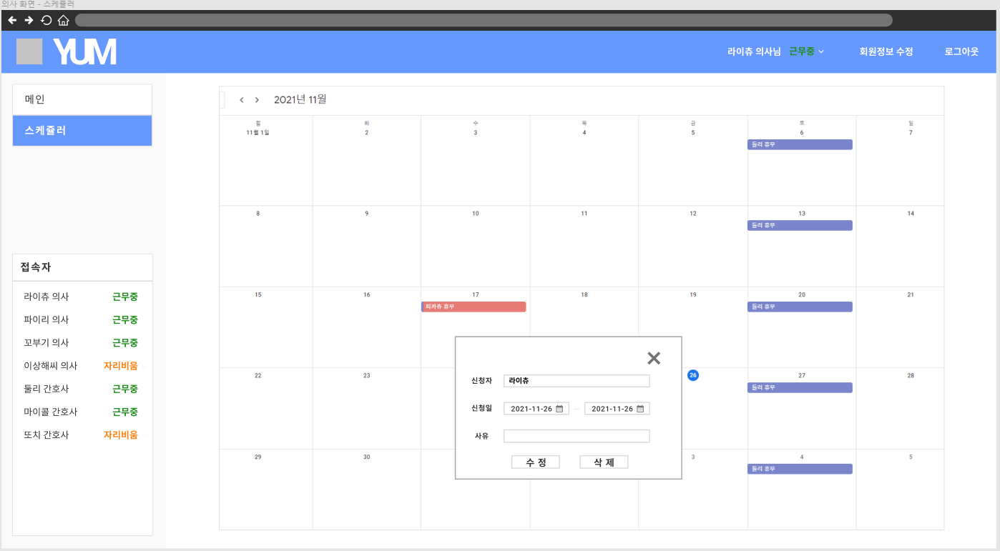 의사 화면 - 스케쥴러
YUM
라이츄 의사님 근무중 회원정보 수정 로그아웃
메인
스케쥴러
2021년 11월
월 화 수 목 금 토 일
11월 1일 2 3 4 5 6 7
둘리 휴무
8 9 10 11 12 13 14
둘리 휴무
15 16 17 18 19 20 21
피카츄 휴무 둘리 휴무
22 23 26 27 28
둘리 휴무
29 30 3 4 5
둘리 휴무
신청자 라이츄
신청일 2021-11-26 2021-11-26
사유
수 정 삭 제
접속자
라이츄 의사 근무중
파이리 의사 근무중
꼬부기 의사 근무중
이상해씨 의사 자리비움
둘리 간호사 근무중
마이콜 간호사 근무중
또치 간호사 자리비움